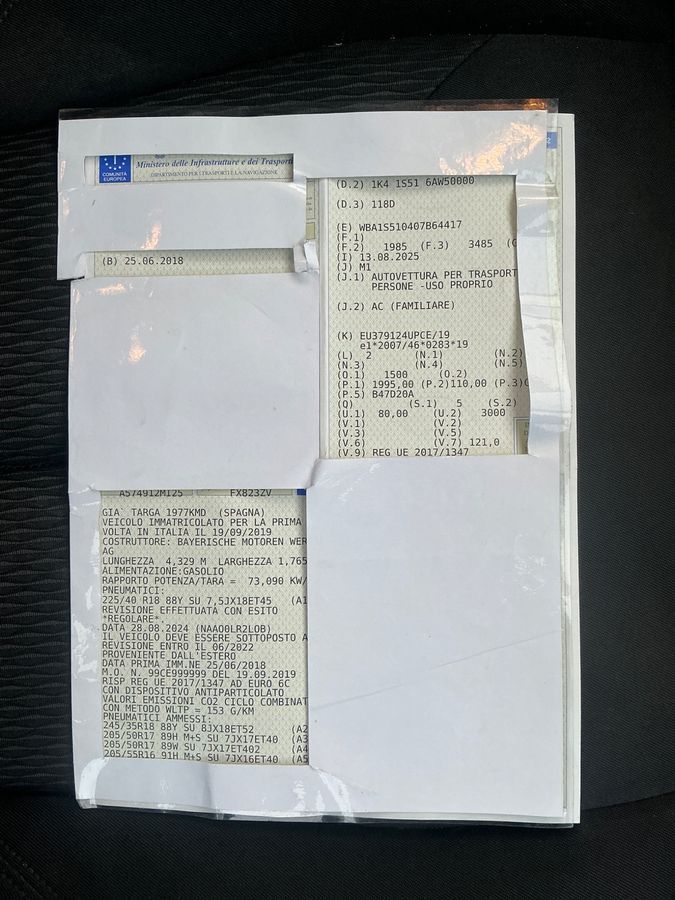 COMUNITÀ
EUROPEA
Ministero delle Infrastrutture e dei Trasporti
DIPARTIMENTO PER I TRASPORTI E LA NAVIGAZIONE
(B) 25.06.2018
(D.2) 1K4 1S51 6AW50000
(D.3) 118D
(E) WBA1S510407B64417
(F.1)
(F.2) 1985 (F.3) 3485
(I) 13.08.2025
(J) M1
(J.1) AUTOVETTURA PER TRASPORT
PERSONE -USO PROPRIO
(J.2) AC (FAMILIARE)
(K) EU379124UPCE/19
e1*2007/46*0283*19
(L) 2 (N.1) (N.2)
(N.3) (N.4) (N.5)
(O.1) 1500 (O.2)
(P.1) 1995,00 (P.2)110,00 (P.3)
(P.5) B47D20A
(Q) (S.1) 5 (S.2)
(U.1) 80,00 (U.2) 3000
(V.1) (V.2)
(V.3) (V.5)
(V.6) (V.7) 121,0
(V.9) REG UE 2017/1347
A574912MI25 FX823ZV
GIA` TARGA 1977KMD (SPAGNA)
VEICOLO IMMATRICOLATO PER LA PRIMA
VOLTA IN ITALIA IL 19/09/2019
COSTRUTTORE: BAYERISCHE MOTOREN WER
AG
LUNGHEZZA 4,329 M LARGHEZZA 1,765
ALIMENTAZIONE:GASOLIO
RAPPORTO POTENZA/TARA = 73,090 KW/
PNEUMATICI:
225/40 R18 88Y SU 7,5JX18ET45 (A1
REVISIONE EFFETTUATA CON ESITO
*REGOLARE*.
DATA 28.08.2024 (NAAO0LR2LOB)
IL VEICOLO DEVE ESSERE SOTTOPOSTO A
REVISIONE ENTRO IL 06/2022
PROVENIENTE DALL'ESTERO
DATA PRIMA IMM.NE 25/06/2018
M.O. N. 99CE999999 DEL 19.09.2019
RISP REG UE 2017/1347 AD EURO 6C
CON DISPOSITIVO ANTIPARTICOLATO
VALORI EMISSIONI CO2 CICLO COMBINAT
CON METODO WLTP = 153 G/KM
PNEUMATICI AMMESSI:
245/35R18 88Y SU 8JX18ET52 (A2
205/50R17 89H M+S SU 7JX17ET40 (A3
205/50R17 89W SU 7JX17ET402 (A4
205/55R16 91H M+S SU 7JX16ET40 (A5